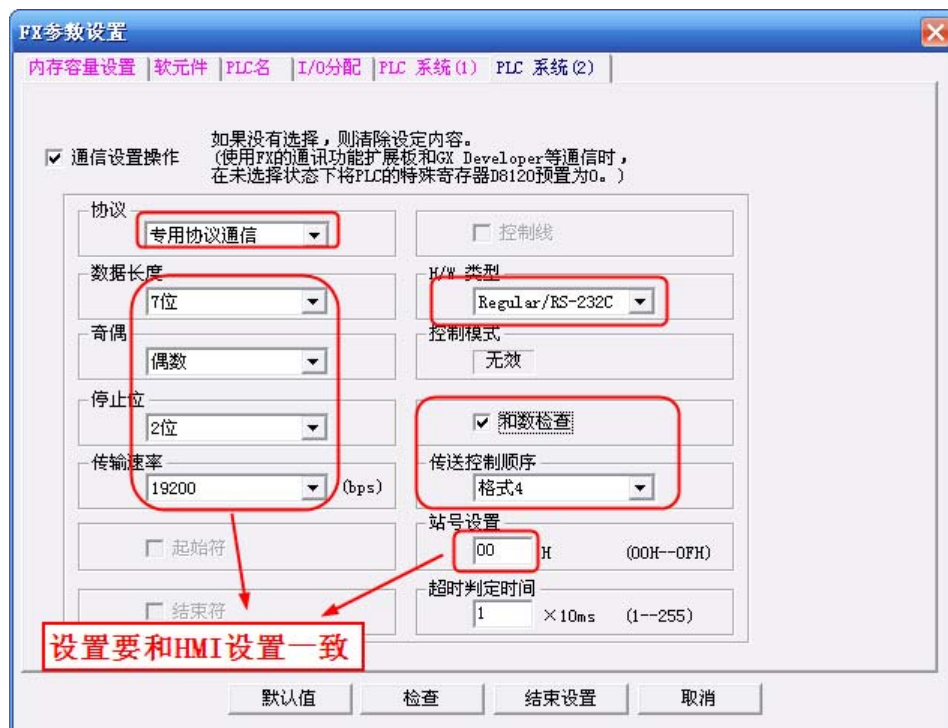 FX参数设置
内存容量设置 软元件 PLC名 I/O分配 PLC 系统(1) PLC 系统(2)
通信设置操作
如果没有选择，则清除设定内容。
(使用FX的通讯功能扩展板和GX Developer等通信时，
在未选择状态下将PLC的特殊寄存器D8120预置为0。)
协议
专用协议通信
控制线
数据长度
7位
H/W 类型
Regular/RS-232C
奇偶
偶数
控制模式
无效
停止位
2位
和数检查
传输速率
19200 (bps)
传送控制顺序
格式4
起始符
站号设置
00 H (00H--0FH)
结束符
超时判定时间
1 ×10ms (1--255)
设置要和HMI设置一致
默认值 检查 结束设置 取消